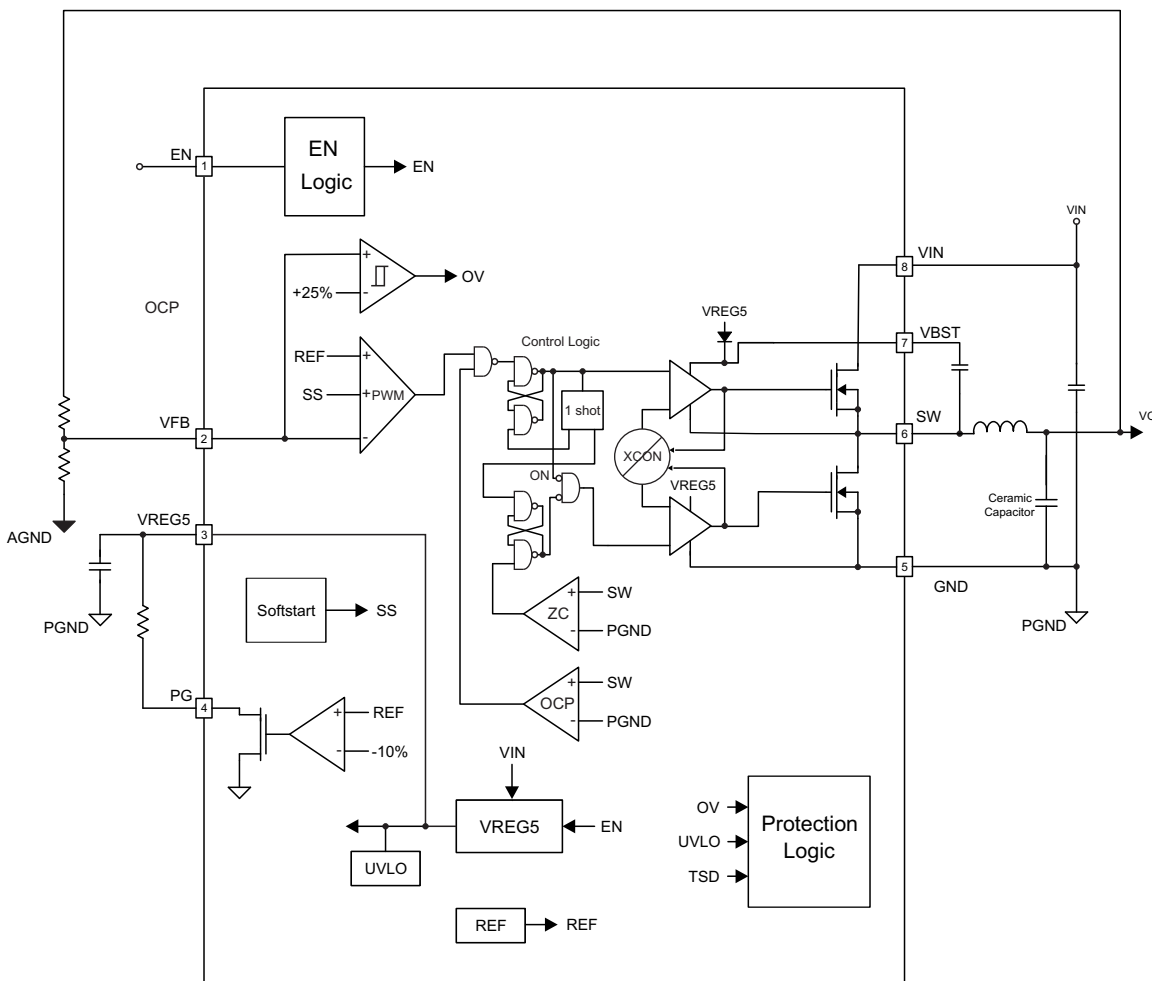 EN
1
EN
Logic
EN
+
+25%
-
OV
OCP
REF
+
SS
+
PWM
-
VFB
2
Control Logic
1 shot
ON
VREG5
XCON
VREG5
VIN
VIN
8
VBST
7
SW
6
Ceramic
Capacitor
5
GND
PGND
AGND
VREG5
3
PGND
Softstart
SS
ZC
+
SW
-
PGND
OCP
+
SW
-
PGND
PG
4
+
REF
-
-10%
VIN
VREG5
EN
UVLO
REF
REF
OV
UVLO
TSD
Protection
Logic